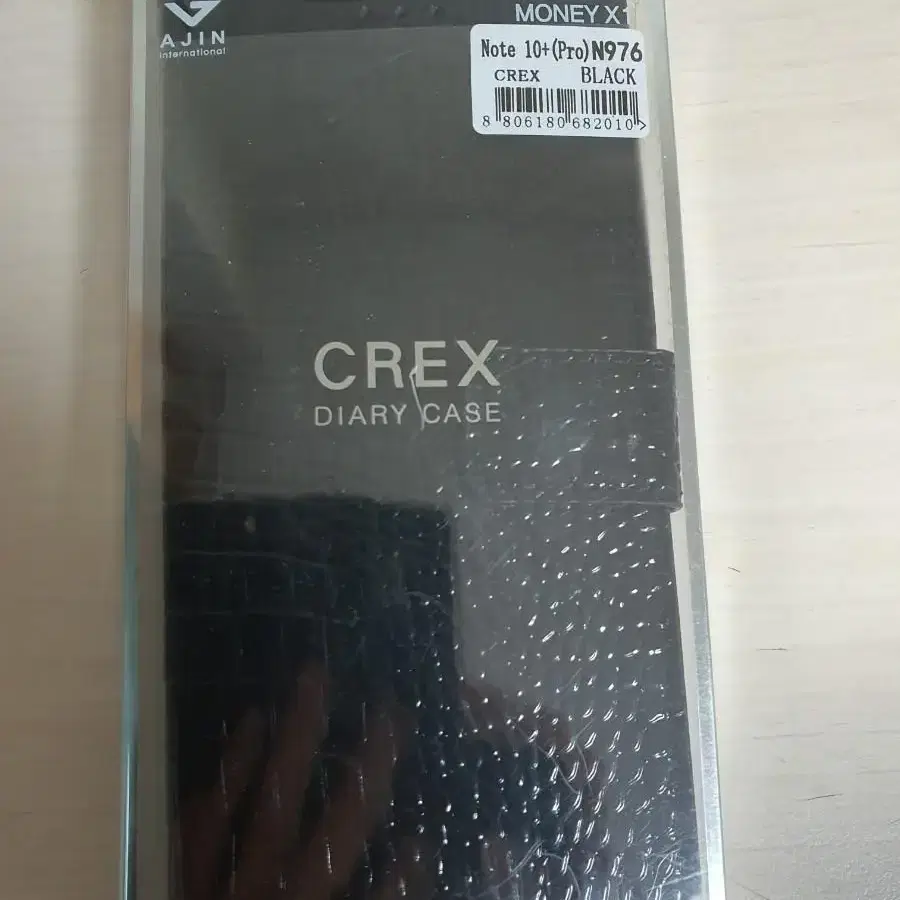 AJIN
international
MONEY X1
Note 10+(Pro)N976
CREX BLACK
8 806180 682010 >
CREX
DIARY CASE